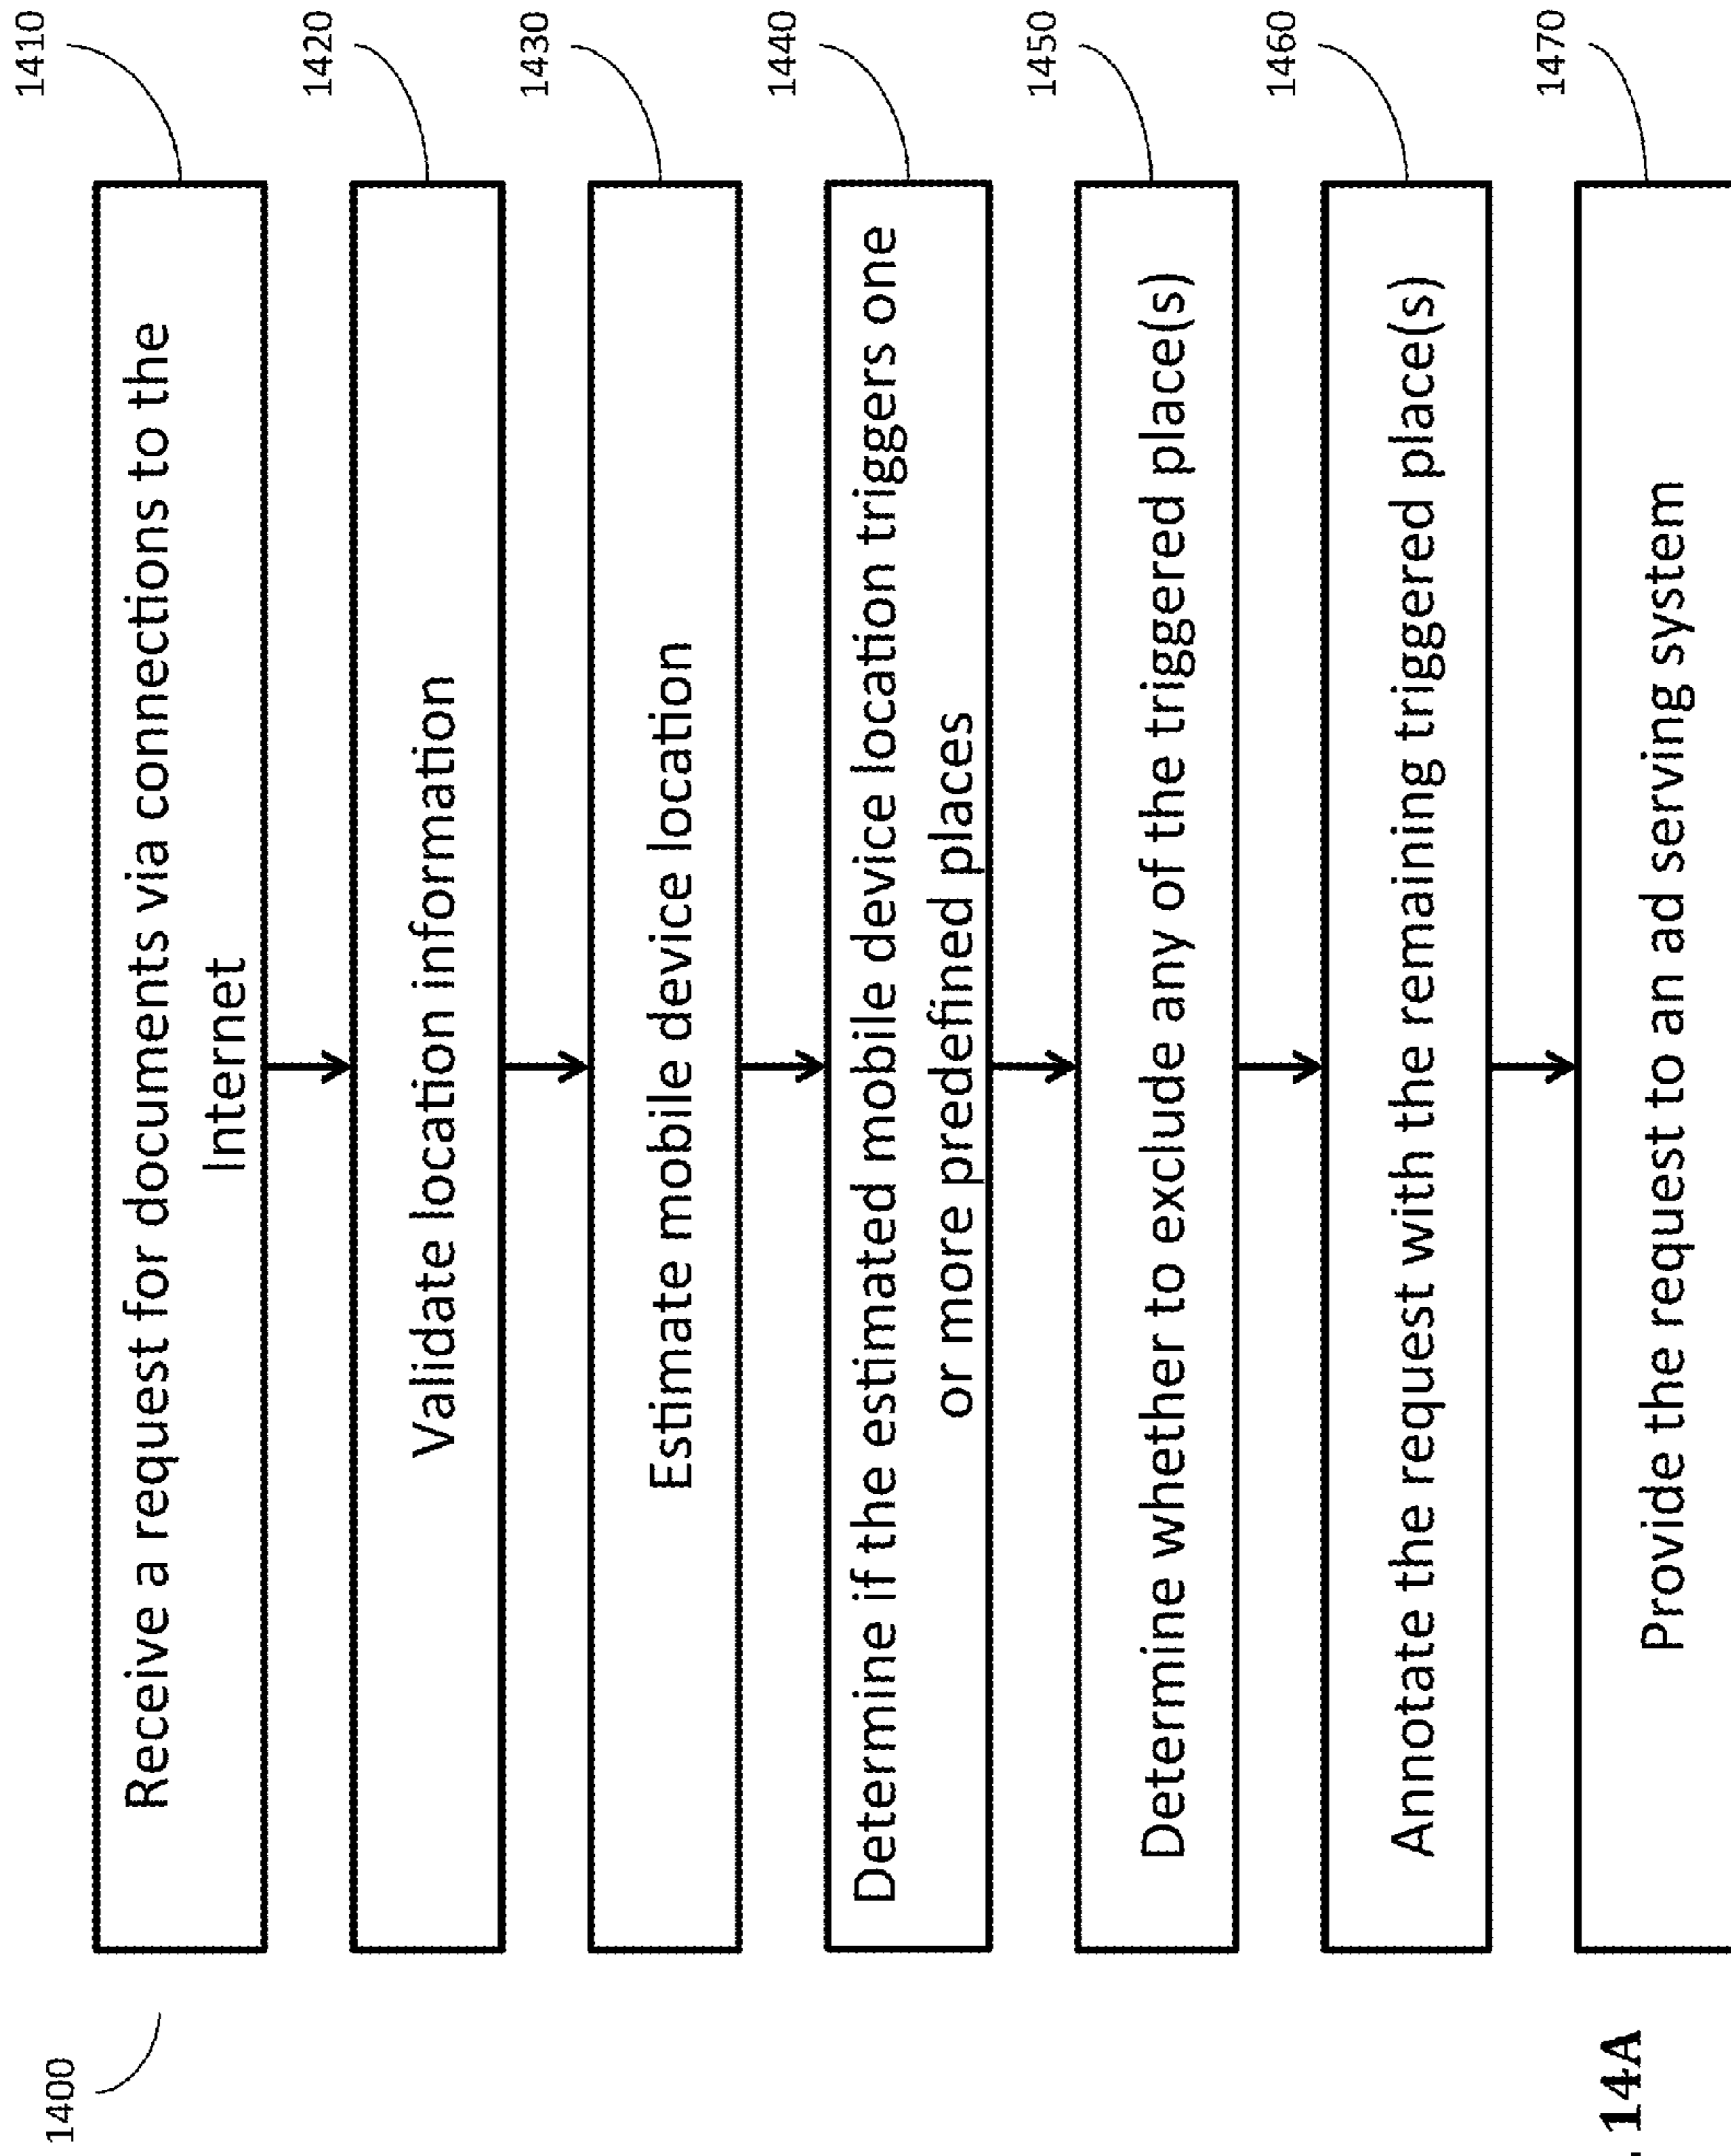 1400
1410
Receive a request for documents via connections to the
Internet
1420
Validate location information
1430
Estimate mobile device location
1440
Determine if the estimated mobile device location triggers one
or more predefined places
1450
Determine whether to exclude any of the triggered place(s)
1460
Annotate the request with the remaining triggered place(s)
1470
Provide the request to an ad serving system
. 14A